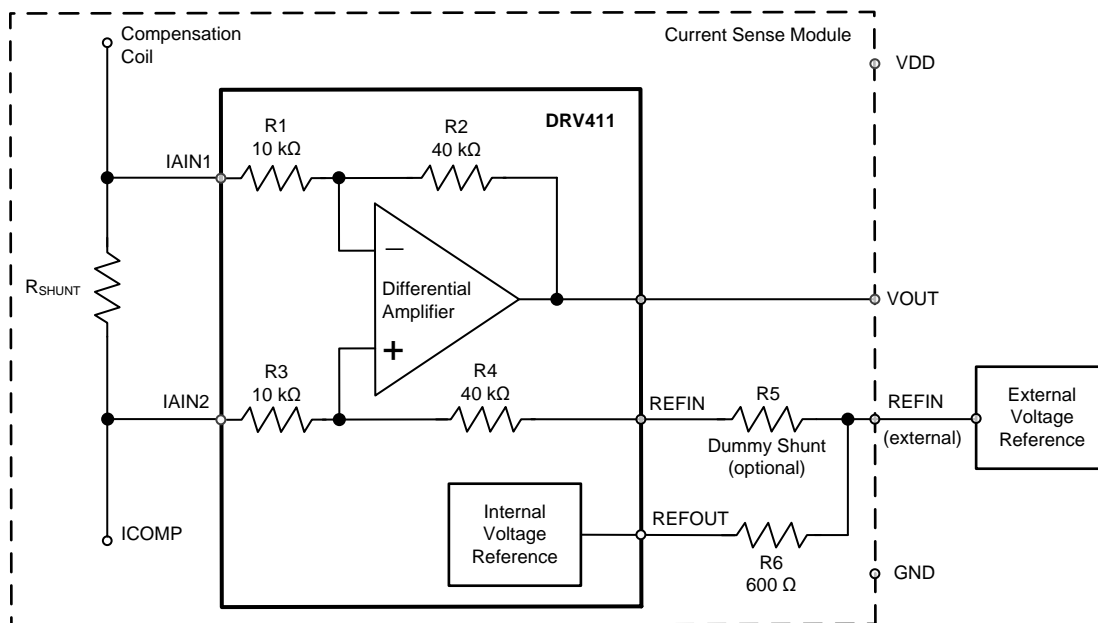 Compensation
Coil
Current Sense Module
VDD
DRV411
R1
10 kΩ
R2
40 kΩ
IAIN1
−
Differential
Amplifier
+
RSHUNT
VOUT
R3
10 kΩ
R4
40 kΩ
IAIN2
REFIN
R5
Dummy Shunt
(optional)
REFIN
(external)
External
Voltage
Reference
Internal
Voltage
Reference
REFOUT
R6
600 Ω
ICOMP
GND